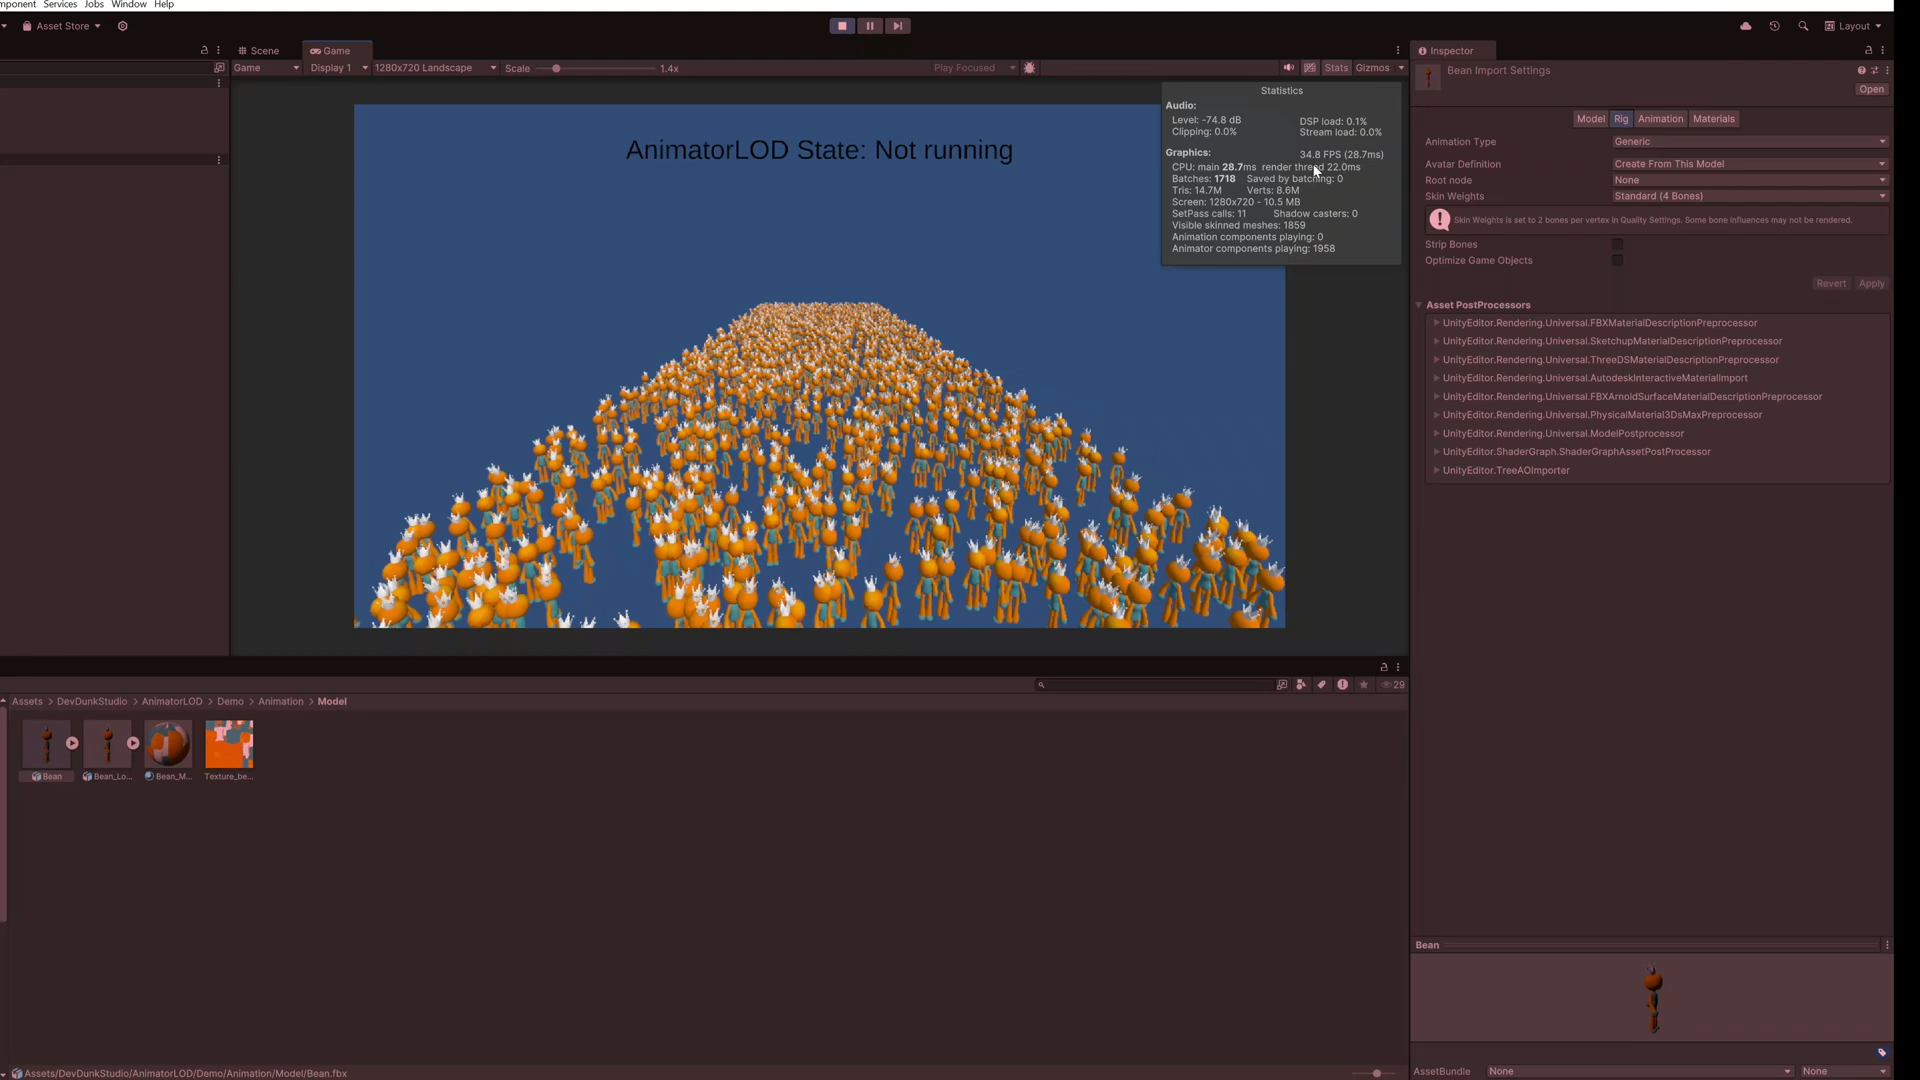 mponent Services Jobs Window Help
Asset Store
Layout
Scene
Game
Inspector
Game
Display 1
1280x720 Landscape
Scale
1.4x
Play Focused
Stats
Gizmos
Bean Import Settings
Open
Statistics
Audio:
Level: -74.8 dB
DSP load: 0.1%
Clipping: 0.0%
Stream load: 0.0%
Graphics:
34.8 FPS (28.7ms)
CPU: main 28.7ms render thread 22.0ms
Batches: 1718 Saved by batching: 0
Tris: 14.7M Verts: 8.6M
Screen: 1280x720 - 10.5 MB
SetPass calls: 11 Shadow casters: 0
Visible skinned meshes: 1859
Animation components playing: 0
Animator components playing: 1958
AnimatorLOD State: Not running
Model
Rig
Animation
Materials
Animation Type
Generic
Avatar Definition
Create From This Model
Root node
None
Skin Weights
Standard (4 Bones)
Skin Weights is set to 2 bones per vertex in Quality Settings. Some bone influences may not be rendered.
Strip Bones
Optimize Game Objects
Revert
Apply
Asset PostProcessors
UnityEditor.Rendering.Universal.FBXMaterialDescriptionPreprocessor
UnityEditor.Rendering.Universal.SketchupMaterialDescriptionPreprocessor
UnityEditor.Rendering.Universal.ThreeDSMaterialDescriptionPreprocessor
UnityEditor.Rendering.Universal.AutodeskInteractiveMaterialImport
UnityEditor.Rendering.Universal.FBXArnoldSurfaceMaterialDescriptionPreprocessor
UnityEditor.Rendering.Universal.PhysicalMaterial3DsMaxPreprocessor
UnityEditor.Rendering.Universal.ModelPostprocessor
UnityEditor.ShaderGraph.ShaderGraphAssetPostProcessor
UnityEditor.TreeAOImporter
29
Assets > DevDunkStudio > AnimatorLOD > Demo > Animation > Model
Bean
Bean_Lo...
Bean_M...
Texture_be...
Bean
Assets/DevDunkStudio/AnimatorLOD/Demo/Animation/Model/Bean.fbx
AssetBundle
None
None